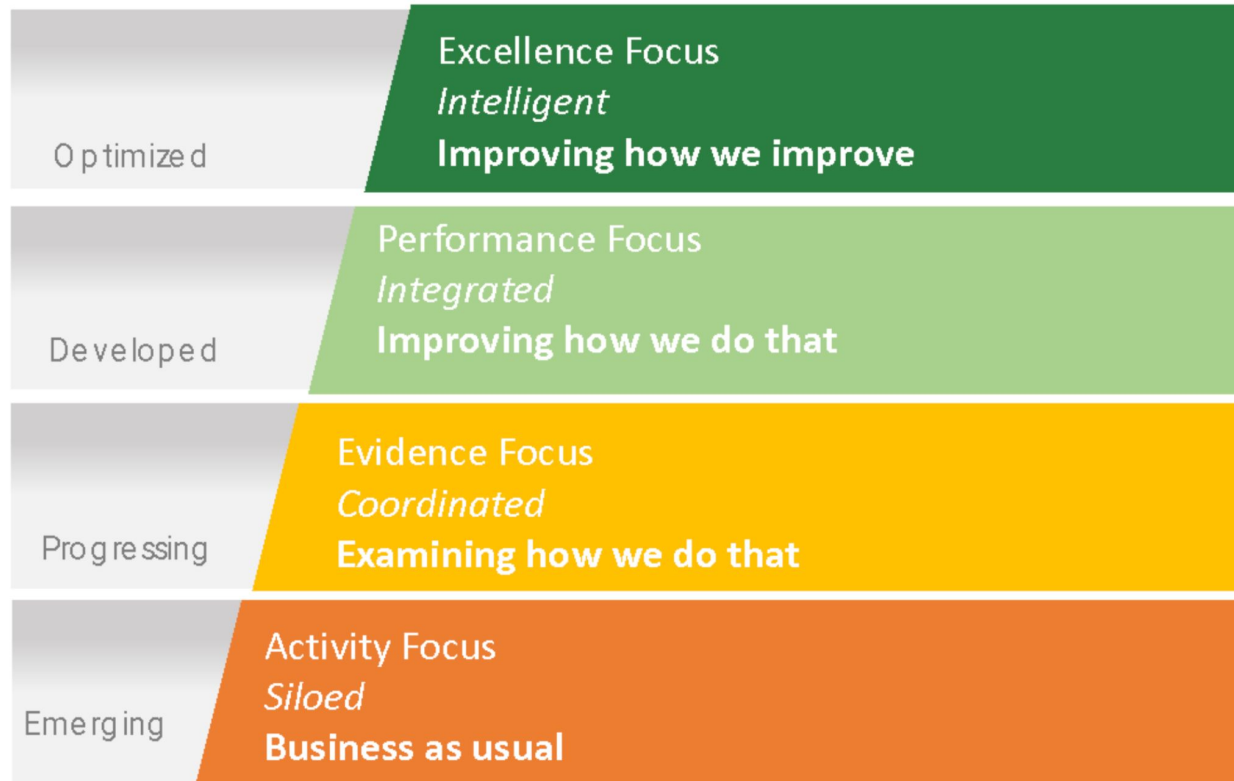 Optimized
Excellence Focus
Intelligent
Improving how we improve
Developed
Performance Focus
Integrated
Improving how we do that
Progressing
Evidence Focus
Coordinated
Examining how we do that
Emerging
Activity Focus
Siloed
Business as usual